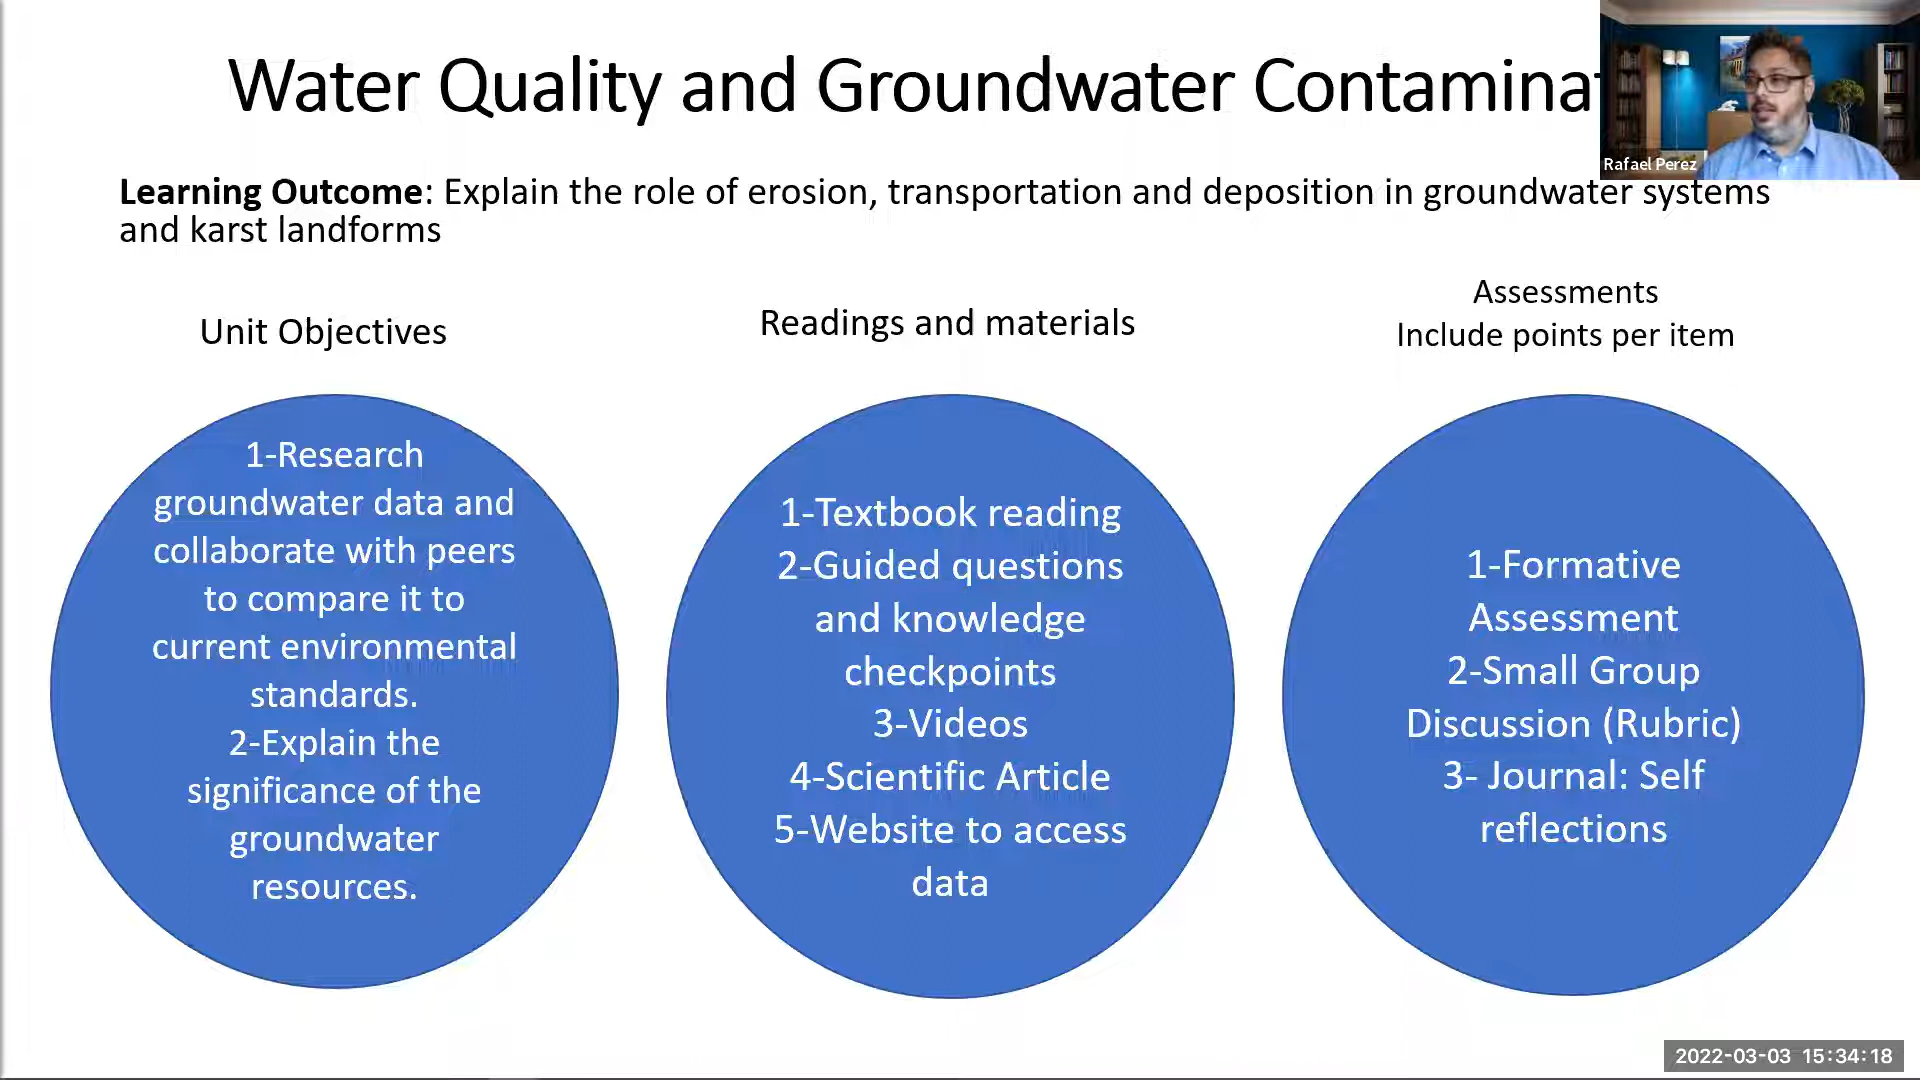 Water Quality and Groundwater Contamina
Rafael Perez
Learning Outcome: Explain the role of erosion, transportation and deposition in groundwater systems
and karst landforms
Unit Objectives
1-Research
groundwater data and
collaborate with peers
to compare it to
current environmental
standards.
2-Explain the
significance of the
groundwater
resources.
Readings and materials
1-Textbook reading
2-Guided questions
and knowledge
checkpoints
3-Videos
4-Scientific Article
5-Website to access
data
Assessments
Include points per item
1-Formative
Assessment
2-Small Group
Discussion (Rubric)
3- Journal: Self
reflections
2022-03-03 15:34:18